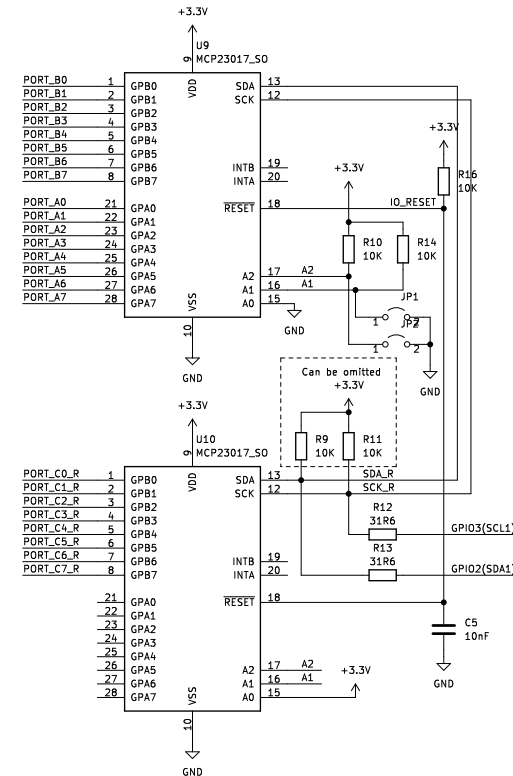 +3.3V
U9
MCP23017_SO
9
VDD
PORT_B0 1 GPB0 SDA 13
PORT_B1 2 GPB1 SCK 12
PORT_B2 3 GPB2
PORT_B3 4 GPB3
PORT_B4 5 GPB4
PORT_B5 6 GPB5
PORT_B6 7 GPB6 INTB 19
PORT_B7 8 GPB7 INTA 20
+3.3V
R16
10K
+3.3V
PORT_A0 21 GPA0 RESET 18 IO_RESET
PORT_A1 22 GPA1
PORT_A2 23 GPA2
PORT_A3 24 GPA3
PORT_A4 25 GPA4
PORT_A5 26 GPA5 A2 17 A2
PORT_A6 27 GPA6 A1 16 A1
PORT_A7 28 GPA7 A0 15
R10
10K
R14
10K
VSS
10
GND
GND
JP1
1 2
JP2
1 2
GND
Can be omitted
+3.3V
R9
10K
R11
10K
+3.3V
U10
MCP23017_SO
9
VDD
PORT_C0_R 1 GPB0 SDA 13 SDA_R
PORT_C1_R 2 GPB1 SCK 12 SCK_R
PORT_C2_R 3 GPB2
PORT_C3_R 4 GPB3
PORT_C4_R 5 GPB4
PORT_C5_R 6 GPB5
PORT_C6_R 7 GPB6 INTB 19
PORT_C7_R 8 GPB7 INTA 20
R12
31R6
GPIO3(SCL1)
R13
31R6
GPIO2(SDA1)
21 GPA0 RESET 18
22 GPA1
23 GPA2
24 GPA3
25 GPA4
26 GPA5 A2 17 A2
27 GPA6 A1 16 A1
28 GPA7 A0 15
+3.3V
C5
10nF
GND
VSS
10
GND